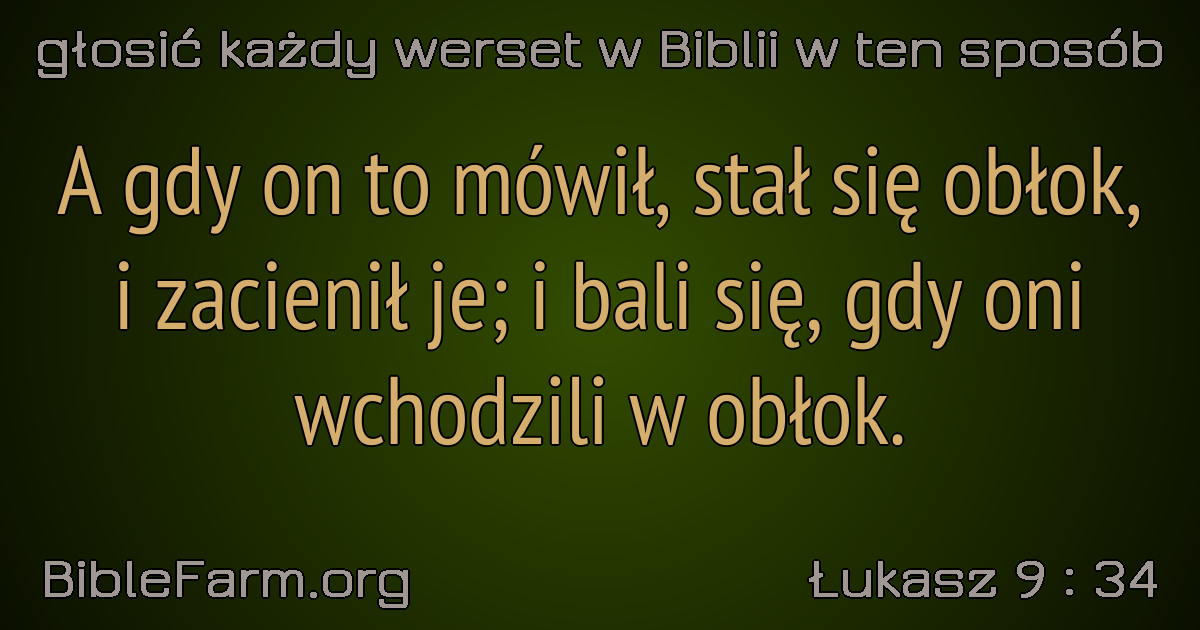 głosić każdy werset w Biblii w ten sposób
A gdy on to mówił, stał się obłok,
i zacienił je; i bali się, gdy oni
wchodzili w obłok.
BibleFarm.org
Łukasz 9 : 34